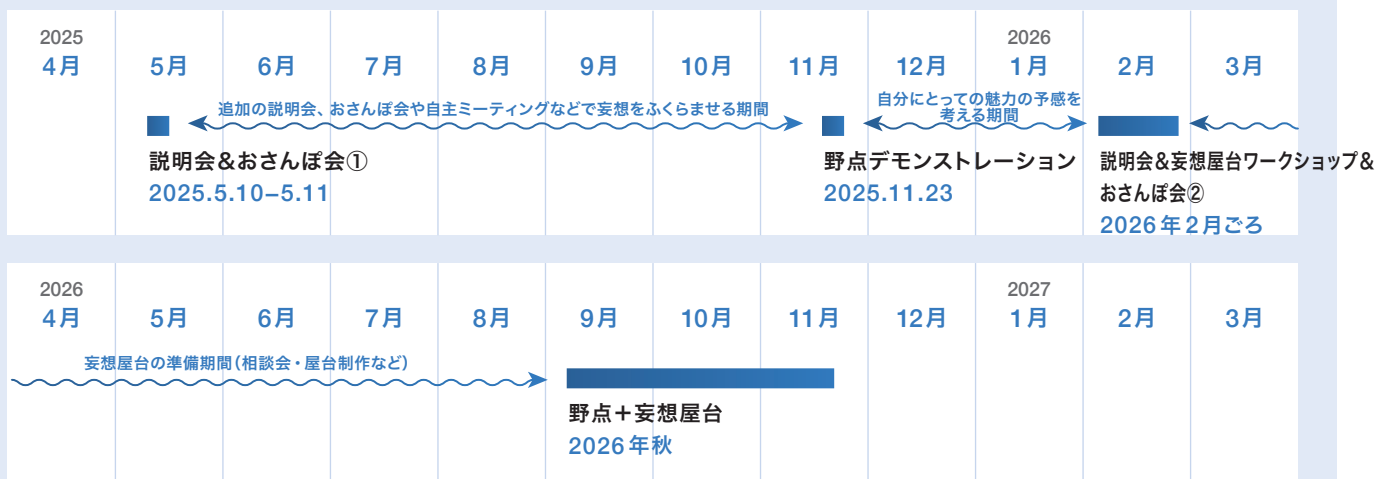 2025
4月 5月 6月 7月 8月 9月 10月 11月 12月
2026
1月 2月 3月
追加の説明会、おさんぽ会や自主ミーティングなどで妄想をふくらませる期間
自分にとっての魅力の予感を
考える期間
説明会&おさんぽ会①
2025.5.10–5.11
野点デモンストレーション
2025.11.23
説明会&妄想屋台ワークショップ&
おさんぽ会②
2026年2月ごろ
2026
4月 5月 6月 7月 8月 9月 10月 11月 12月
2027
1月 2月 3月
妄想屋台の準備期間(相談会・屋台制作など)
野点+妄想屋台
2026年秋